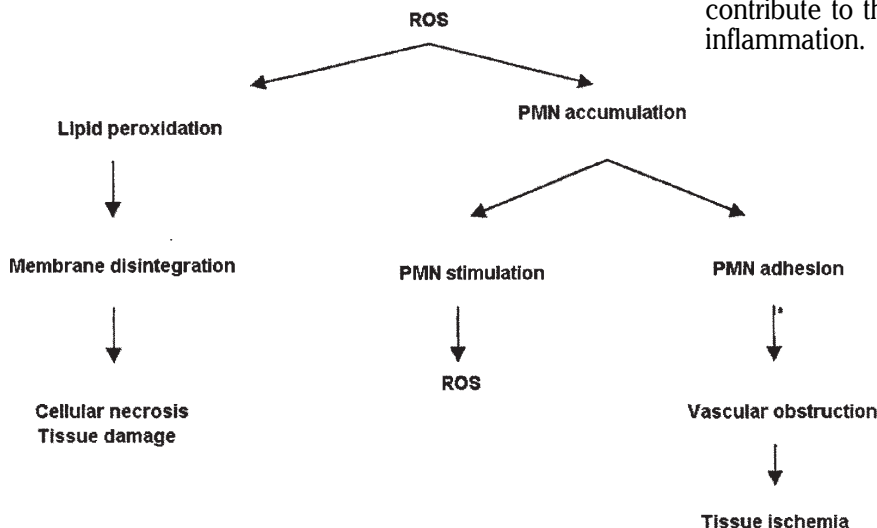 contribute to th
inflammation.
ROS
Lipid peroxidation
PMN accumulation
Membrane disintegration
PMN stimulation
PMN adhesion
ROS
Cellular necrosis
Tissue damage
Vascular obstruction
Tissue ischemia